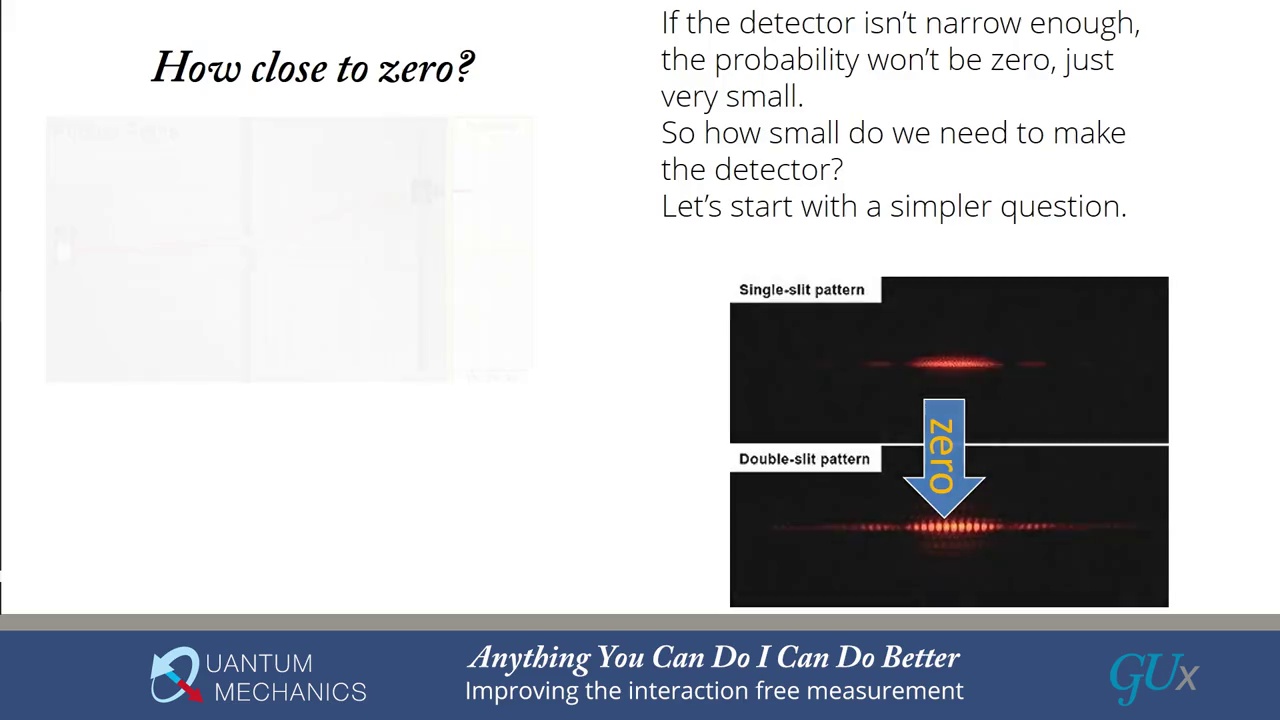 How close to zero?
If the detector isn't narrow enough,
the probability won't be zero, just
very small.
So how small do we need to make
the detector?
Let's start with a simpler question.
Single-slit pattern
zero
Double-slit pattern
QUANTUM
MECHANICS
Anything You Can Do I Can Do Better
Improving the interaction free measurement
GUx